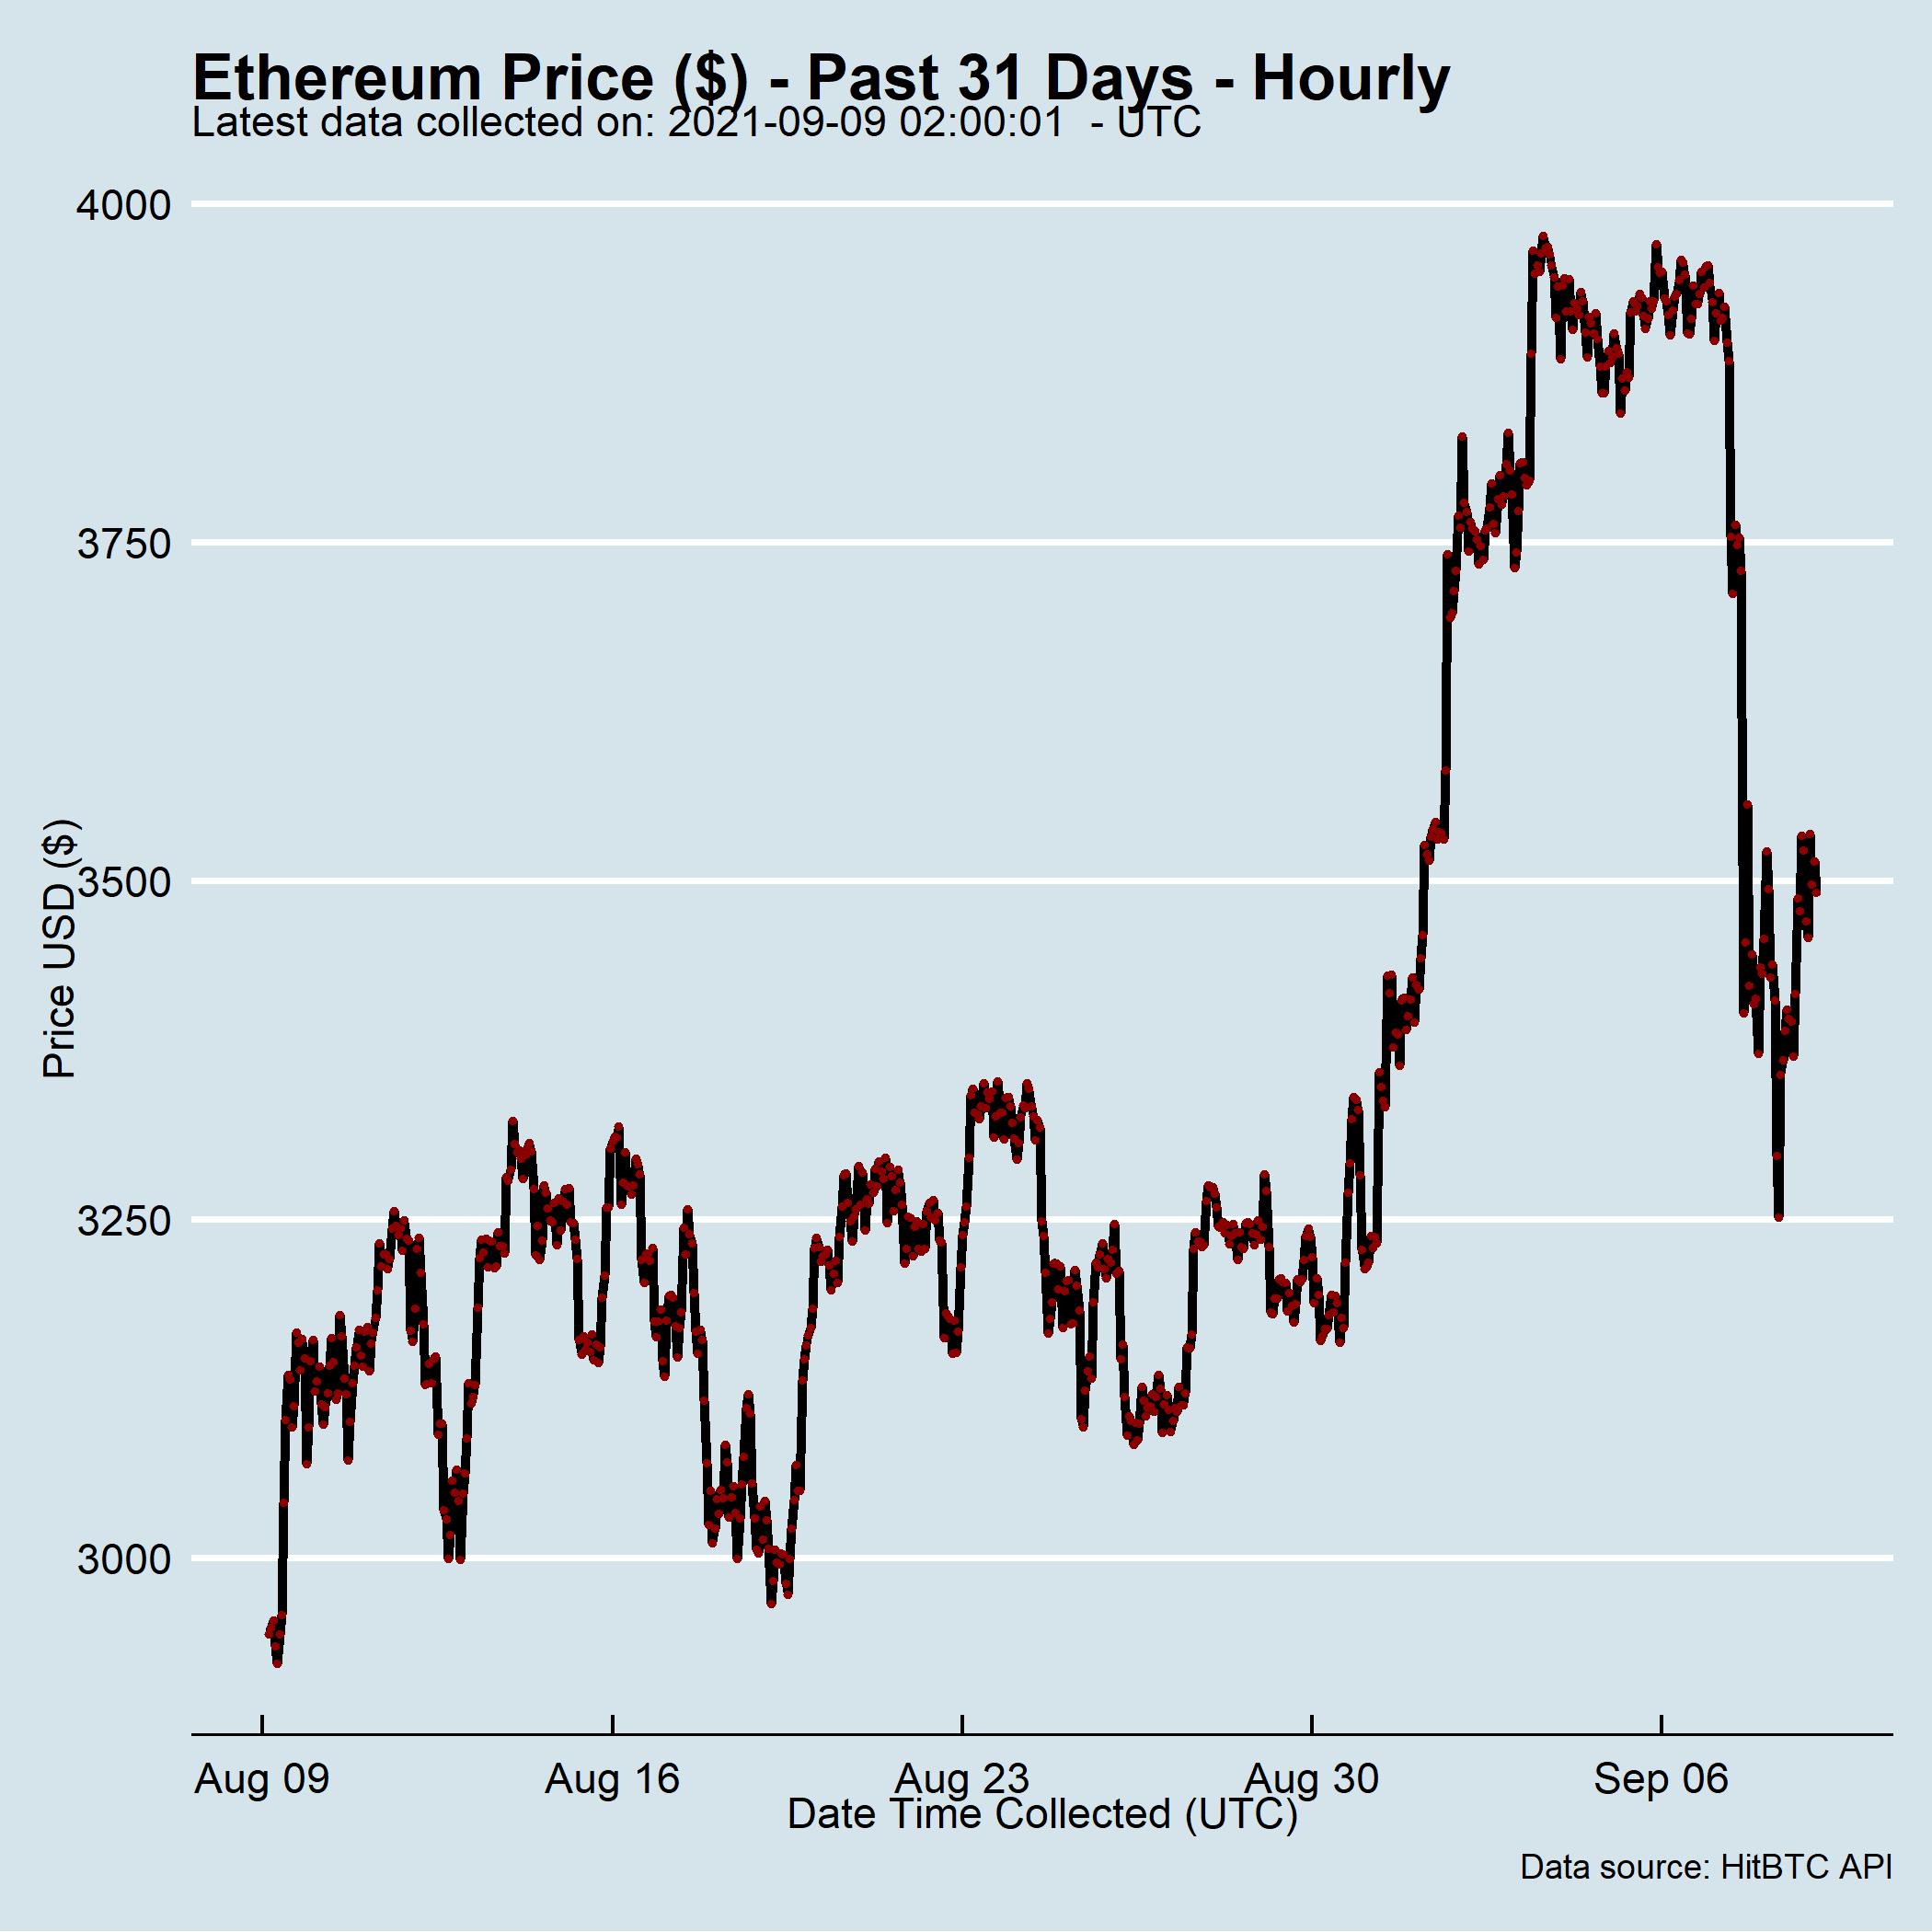 Ethereum Price ($) - Past 31 Days - Hourly
Latest data collected on: 2021-09-09 02:00:01  - UTC
4000
3750
3500
3250
3000
Price USD ($)
Aug 09
Aug 16
Aug 23
Aug 30
Sep 06
Date Time Collected (UTC)
Data source: HitBTC API